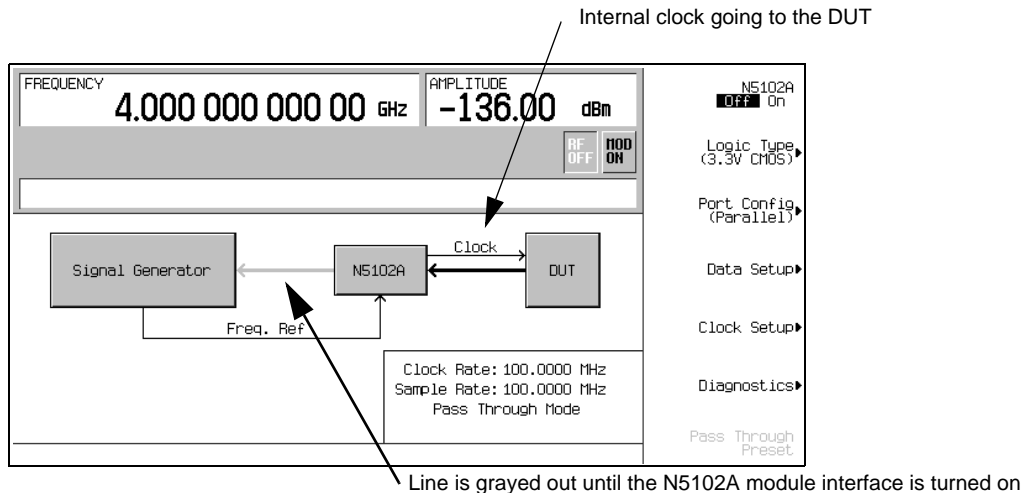 Internal clock going to the DUT
FREQUENCY
4.000 000 000 00 GHz
AMPLITUDE
-136.00 dBm
RF
OFF
MOD
ON
N5102A
Off On
Logic Type
(3.3V CMOS)
Port Config
(Parallel)
Data Setup
Clock Setup
Diagnostics
Pass Through
Preset
Signal Generator
N5102A
Clock
DUT
Freq. Ref
Clock Rate: 100.0000 MHz
Sample Rate: 100.0000 MHz
Pass Through Mode
Line is grayed out until the N5102A module interface is turned on